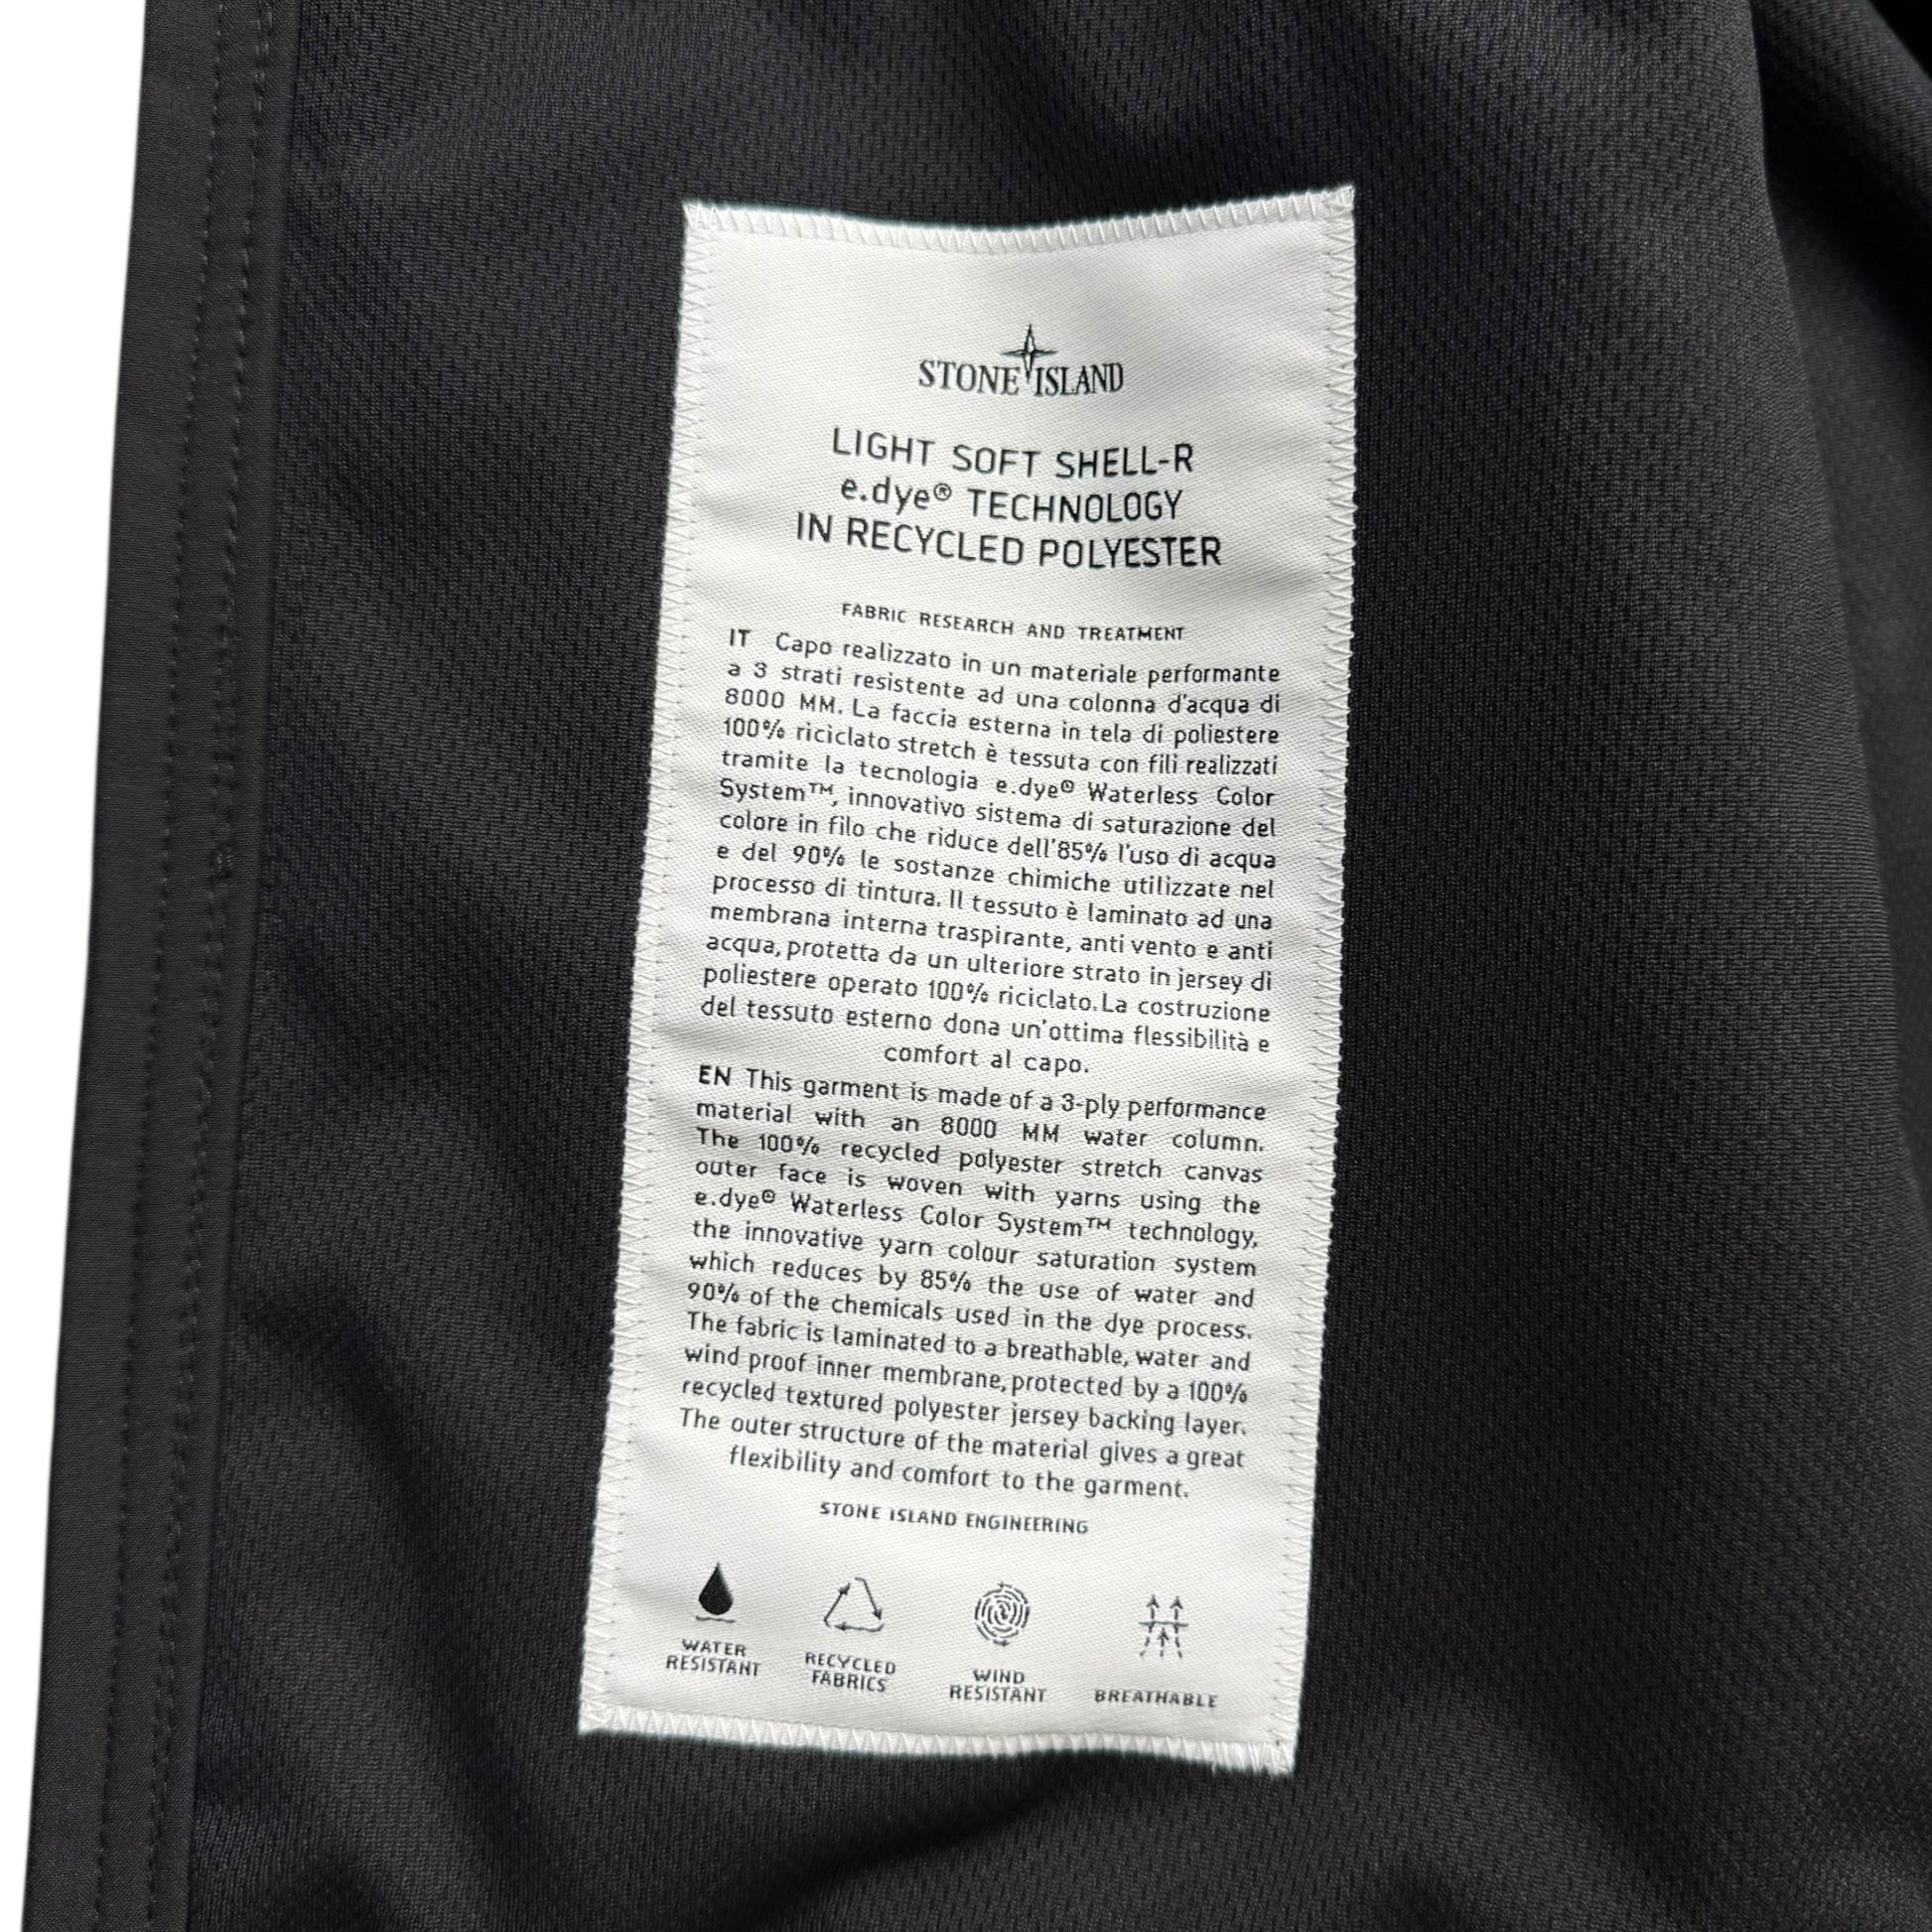 STONE ISLAND
LIGHT SOFT SHELL-R
e.dye® TECHNOLOGY
IN RECYCLED POLYESTER
FABRIC RESEARCH AND TREATMENT
IT Capo realizzato in un materiale performante
a 3 strati resistente ad una colonna d'acqua di
8000 MM. La faccia esterna in tela di poliestere
100% riciclato stretch è tessuta con fili realizzati
tramite la tecnologia e.dye® Waterless Color
System™, innovativo sistema di saturazione del
colore in filo che riduce dell'85% l'uso di acqua
e del 90% le sostanze chimiche utilizzate nel
processo di tintura. Il tessuto è laminato ad una
membrana interna traspirante, anti vento e anti
acqua, protetta da un ulteriore strato in jersey di
poliestere operato 100% riciclato. La costruzione
del tessuto esterno dona un'ottima flessibilità e
comfort al capo.
EN This garment is made of a 3-ply performance
material with an 8000 MM water column.
The 100% recycled polyester stretch canvas
outer face is woven with yarns using the
e.dye® Waterless Color System™ technology,
the innovative yarn colour saturation system
which reduces by 85% the use of water and
90% of the chemicals used in the dye process.
The fabric is laminated to a breathable, water and
wind proof inner membrane, protected by a 100%
recycled textured polyester jersey backing layer.
The outer structure of the material gives a great
flexibility and comfort to the garment.
STONE ISLAND ENGINEERING
WATER
RESISTANT
RECYCLED
FABRICS
WIND
RESISTANT
BREATHABLE